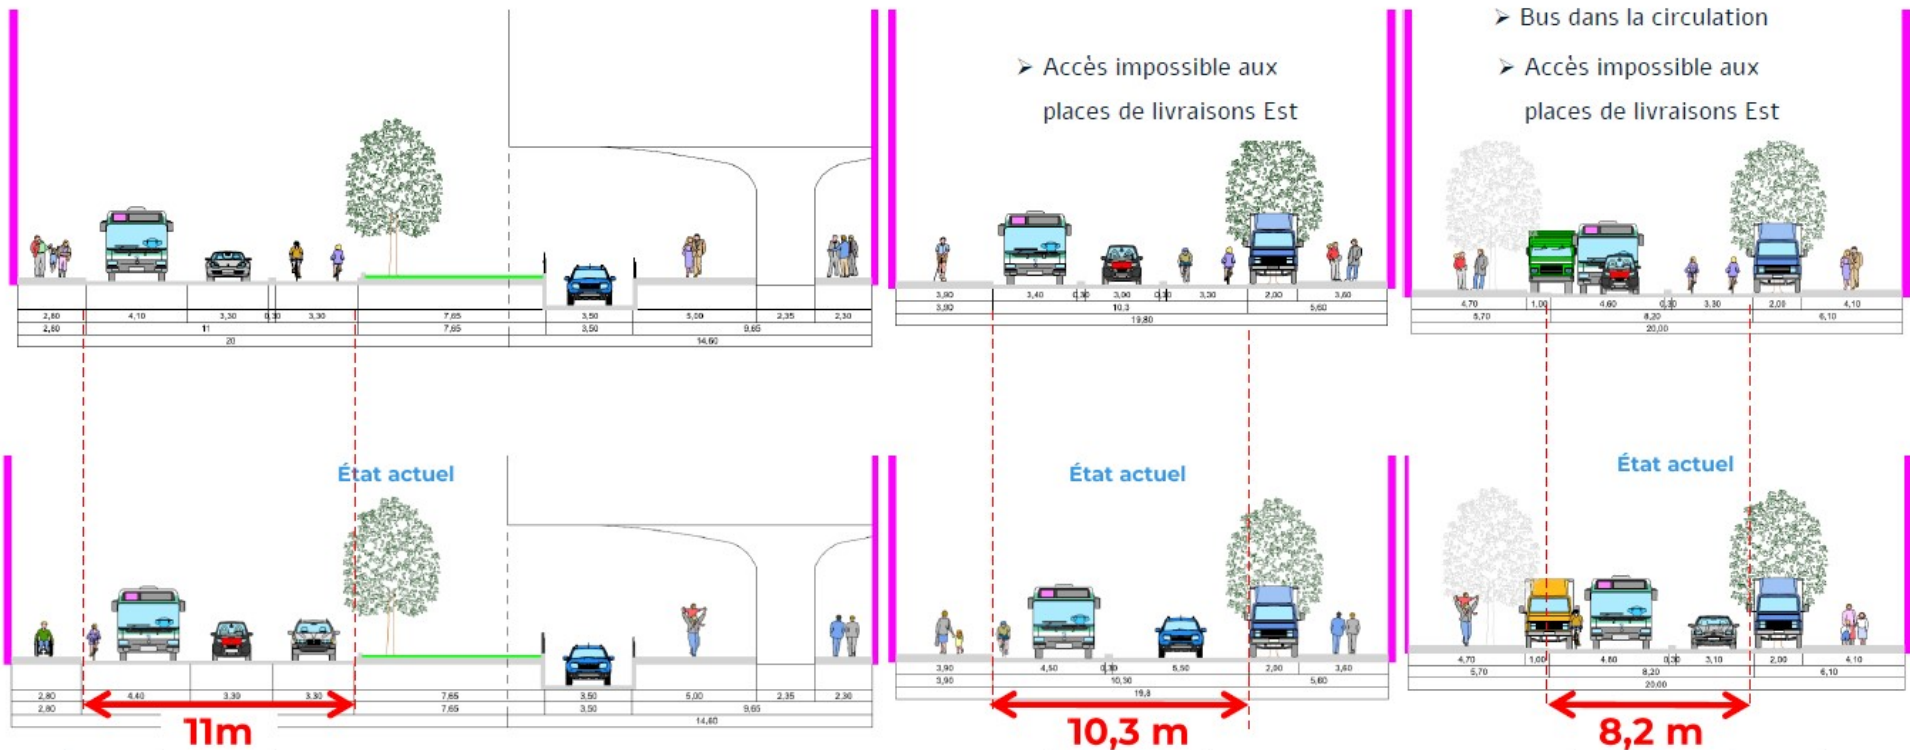 ➢ Accès impossible aux
places de livraisons Est
➢ Bus dans la circulation
➢ Accès impossible aux
places de livraisons Est
2,80 4,10 3,30 0,30 3,30 7,65 3,50 5,00 2,35 2,30
2,80 11 7,65 3,50 9,65
20 14,60
3,90 3,40 0,30 3,00 0,30 3,30 2,00 3,60
3,90 10,3 5,60
19,80
4,70 1,00 4,60 0,30 3,30 2,00 4,10
5,70 8,20 6,10
20,00
État actuel
2,80 4,40 3,30 3,30 7,65 3,50 5,00 2,35 2,30
2,80 7,65 3,50 9,65
14,60
11m
État actuel
3,90 4,50 0,30 5,50 2,00 3,60
3,90 10,30 5,60
19,8
10,3 m
État actuel
4,70 1,00 4,80 0,30 3,10 2,00 4,10
5,70 8,20 6,10
20,00
8,2 m